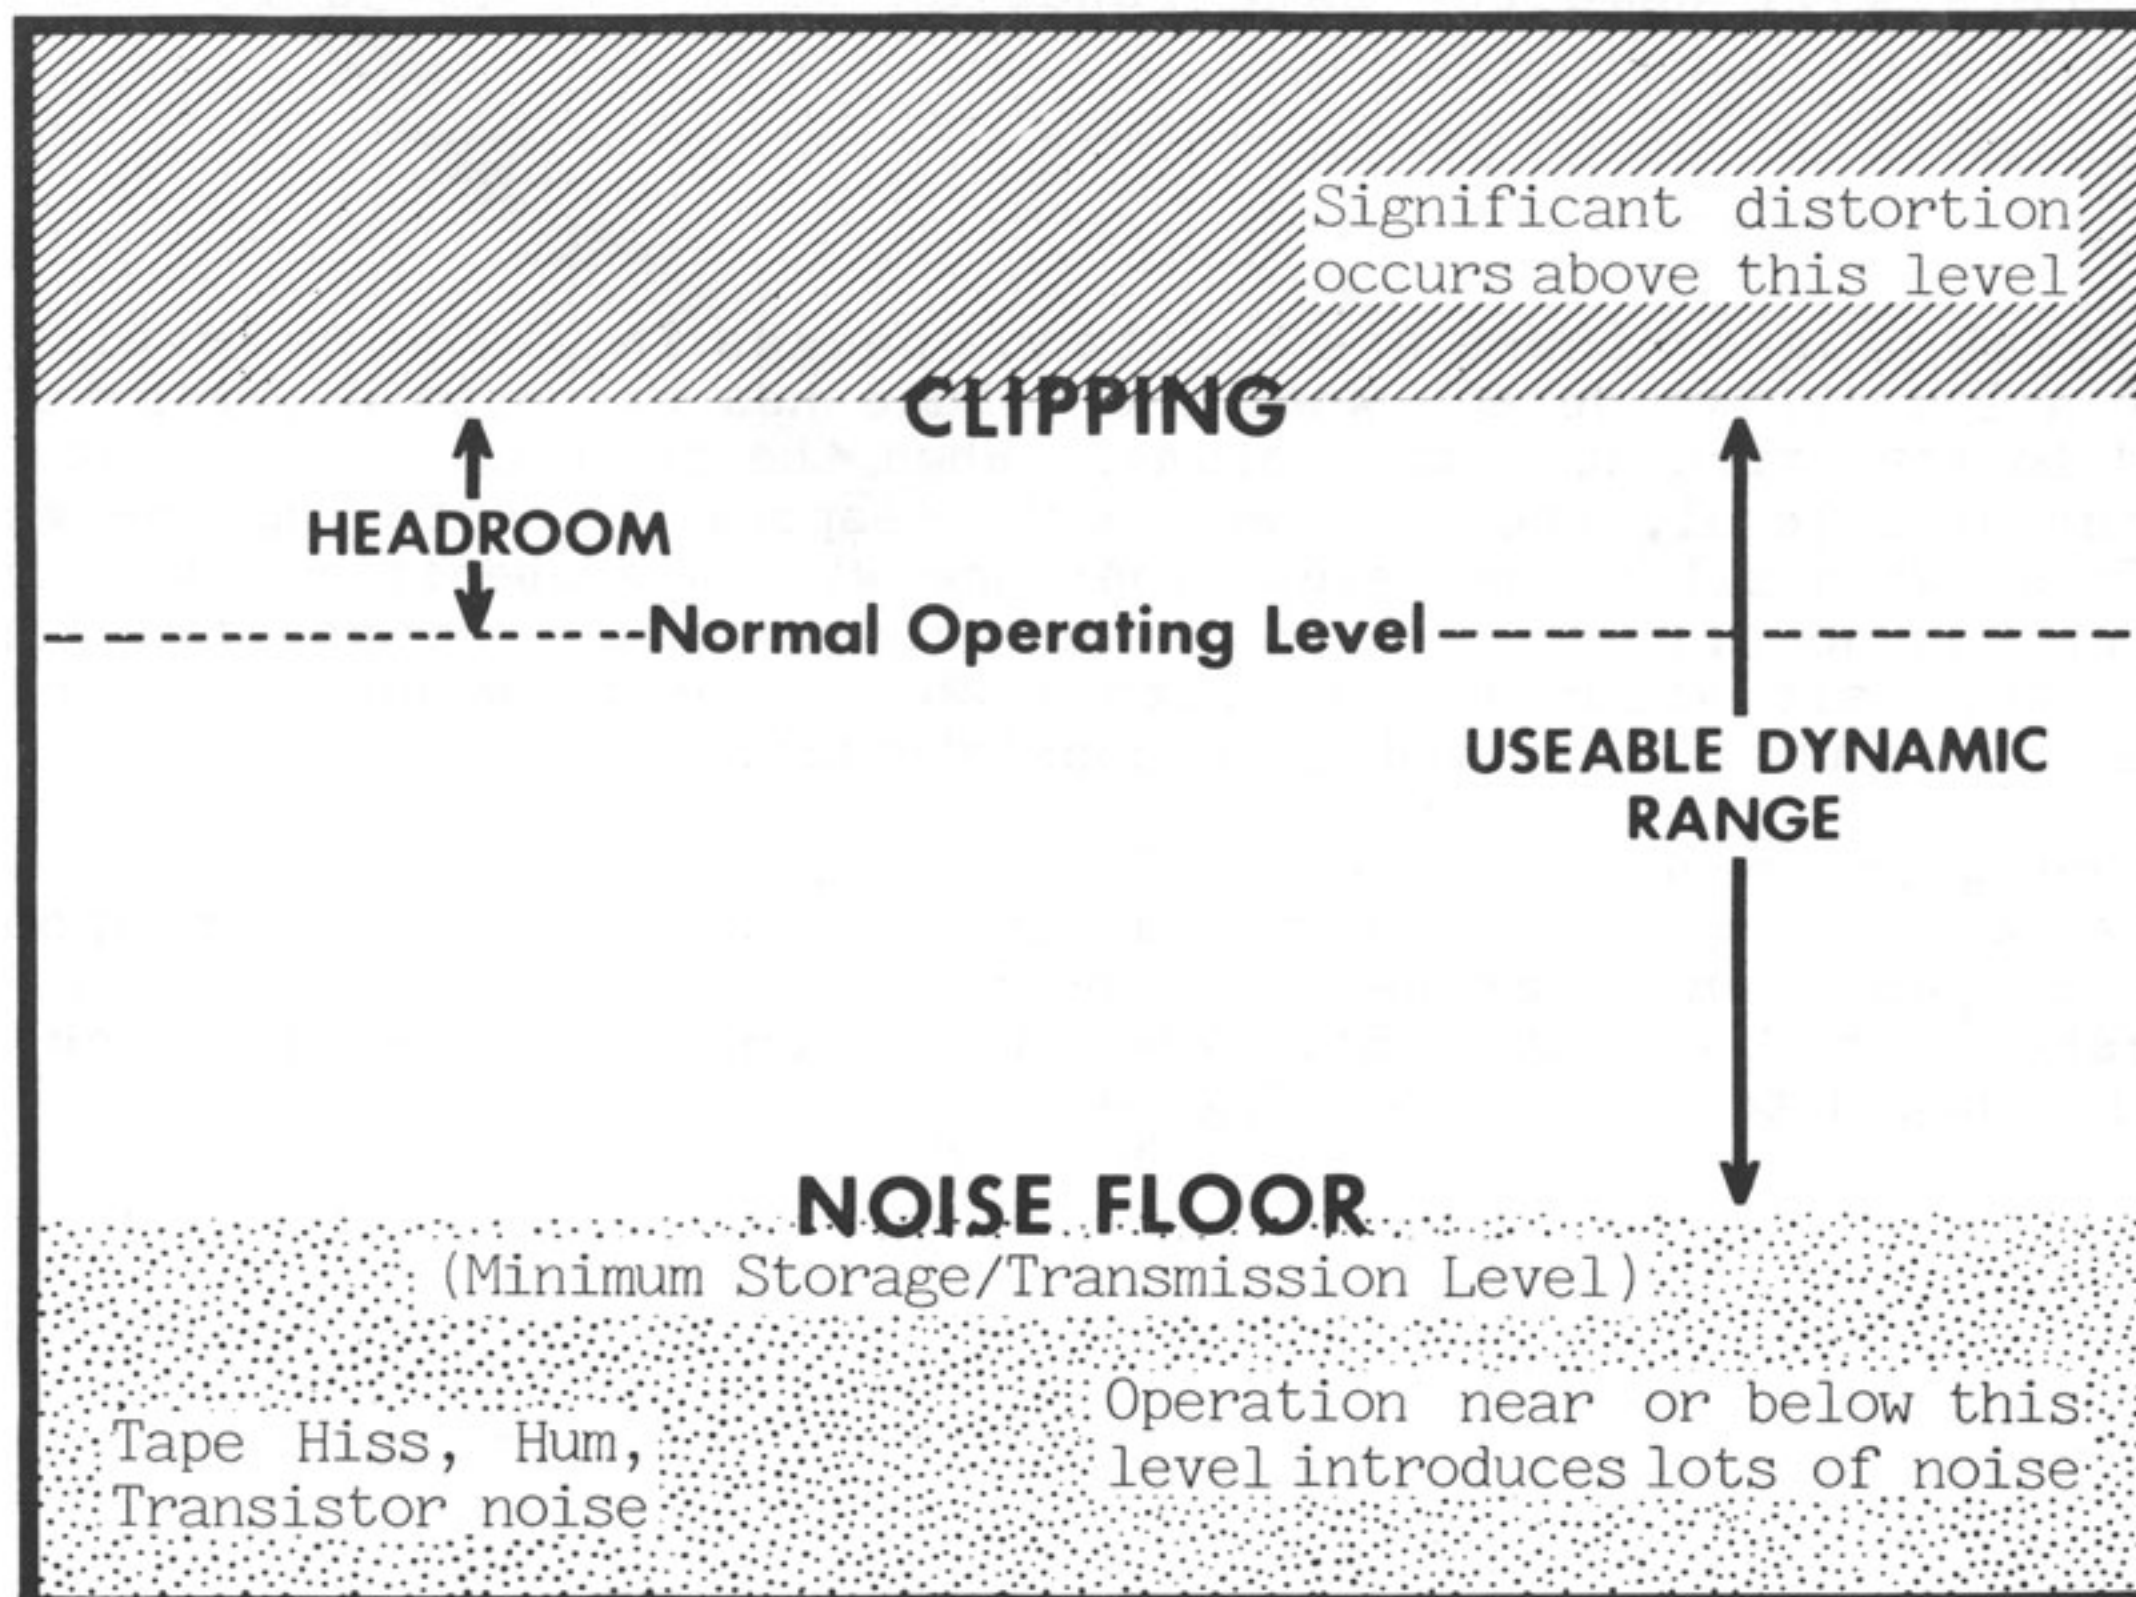 Significant distortion
occurs above this level
CLIPPING
HEADROOM
Normal Operating Level
USEABLE DYNAMIC
RANGE
NOISE FLOOR
(Minimum Storage/Transmission Level)
Tape Hiss, Hum,
Transistor noise
Operation near or below this
level introduces lots of noise